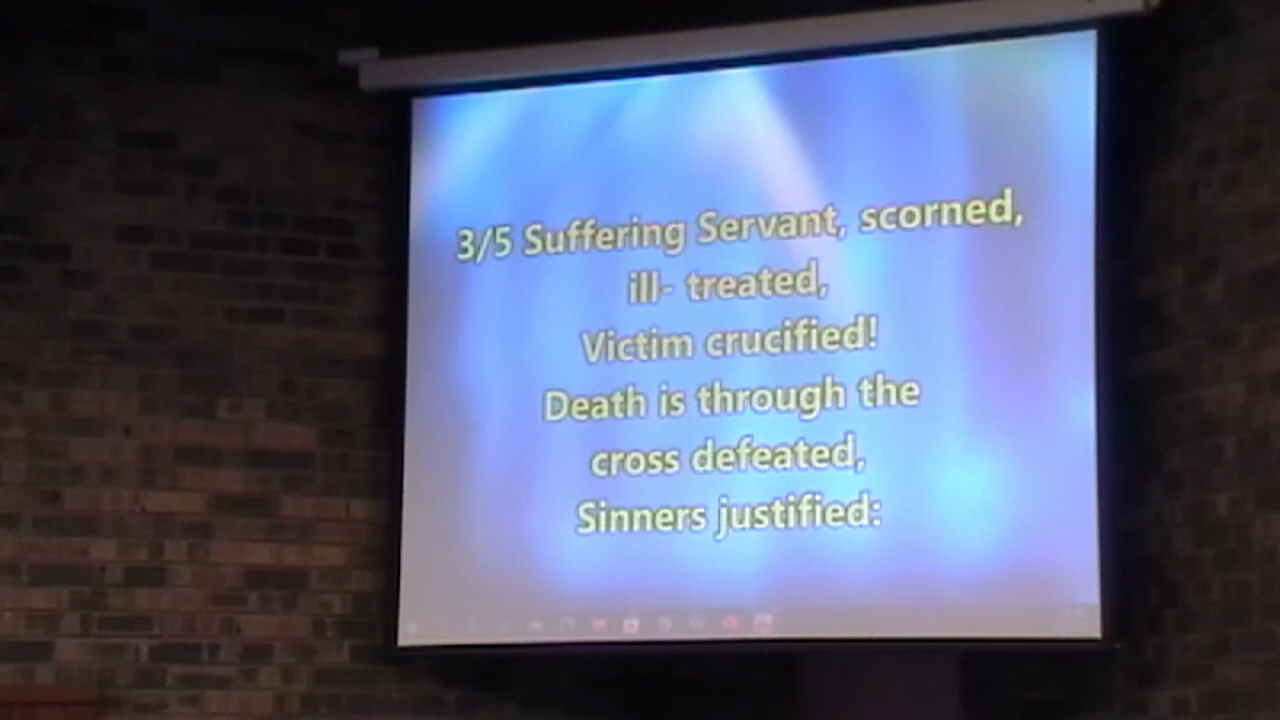 3/5 Suffering Servant, scorned,
ill- treated,
Victim crucified!
Death is through the
cross defeated,
Sinners justified: